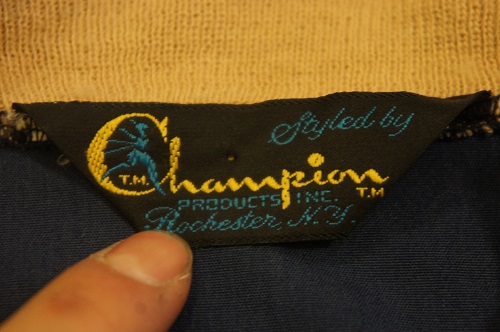 Styled by
Champion T.M.
T.M.
PRODUCTS INC.
Rochester, N.Y.